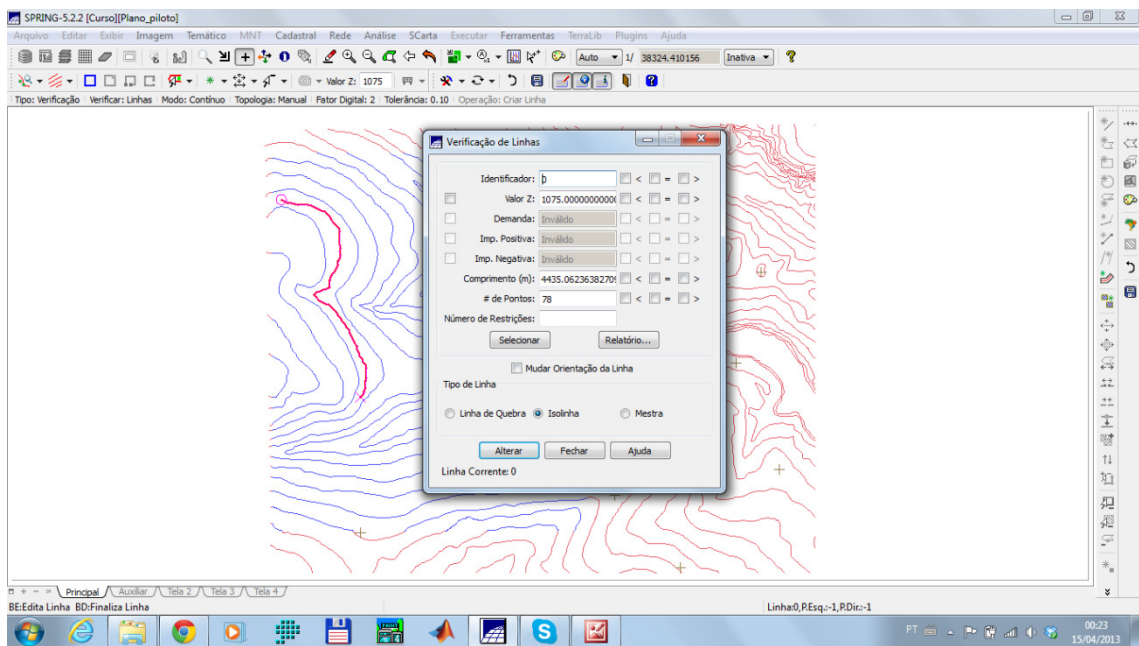 SPRING-5.2.2 [Curso][Plano_piloto]
Arquivo Editar Exibir Imagem Temático MNT Cadastral Rede Análise SCarta Executar Ferramentas TerraLib Plugins Ajuda
Auto 1/ 38324.410156 Inativa
Valor Z: 1075
Tipo: Verificação Verificar: Linhas Modo: Contínuo Topologia: Manual Fator Digital: 2 Tolerância: 0.10 Operação: Criar Linha
Verificação de Linhas
Identificador: 0 < = >
Valor Z: 1075.0000000000 < = >
Demanda: Inválido < = >
Imp. Positiva: Inválido < = >
Imp. Negativa: Inválido < = >
Comprimento (m): 4435.0623638270 < = >
# de Pontos: 78 < = >
Número de Restrições:
Selecionar Relatório...
Mudar Orientação da Linha
Tipo de Linha
Linha de Quebra Isolinha Mestra
Alterar Fechar Ajuda
Linha Corrente: 0
Principal Auxiliar Tela 2 Tela 3 Tela 4
BE:Edita Linha BD:Finaliza Linha Linha:0,P.Esq.:-1,P.Dir.:-1
PT 00:23
15/04/2013